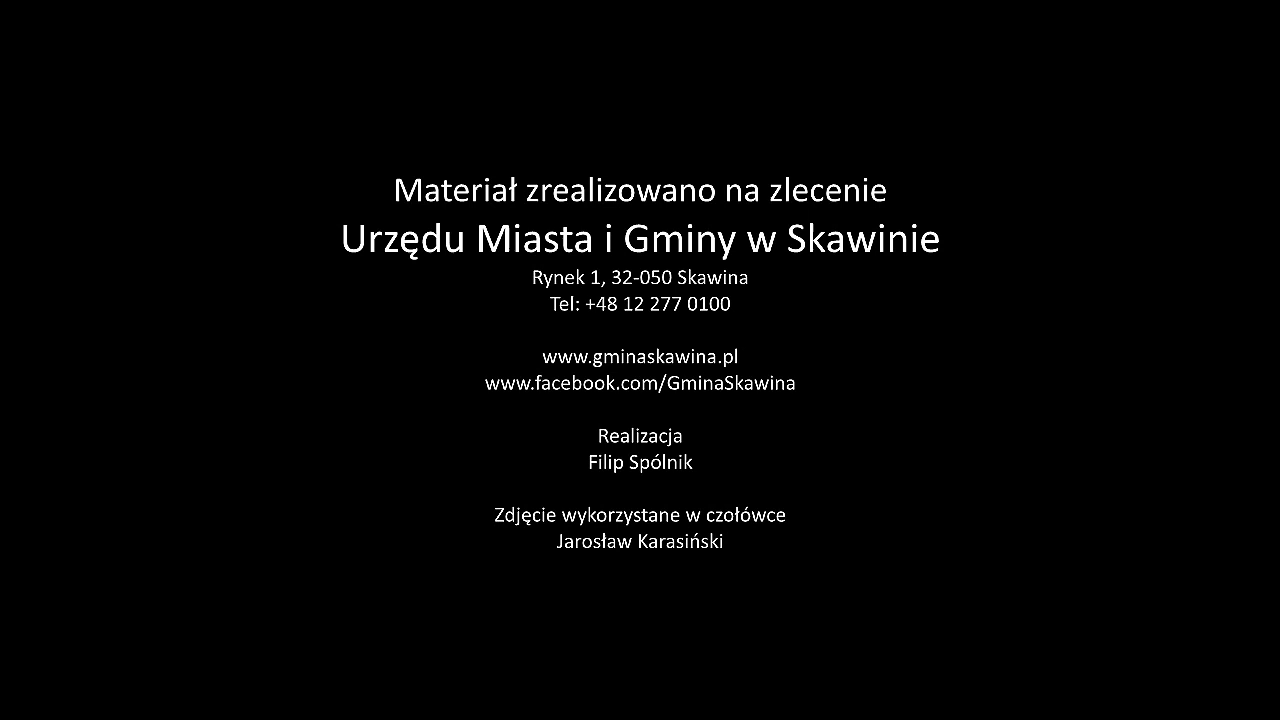 Materiał zrealizowano na zlecenie
Urzędu Miasta i Gminy w Skawinie
Rynek 1, 32-050 Skawina
Tel: +48 12 277 0100
www.gminaskawina.pl
www.facebook.com/GminaSkawina
Realizacja
Filip Spólnik
Zdjęcie wykorzystane w czołówce
Jarosław Karasiński